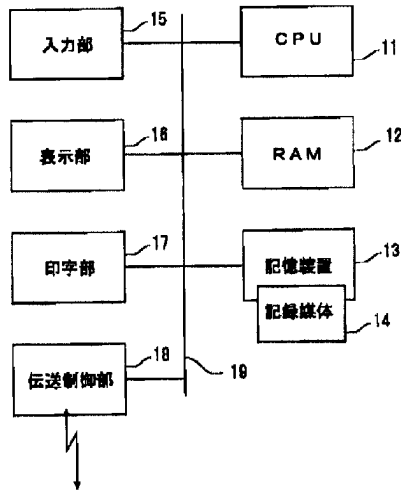 15
入力部
CPU
11
16
表示部
RAM
12
17
印字部
記憶装置
13
記録媒体
14
18
伝送制御部
19